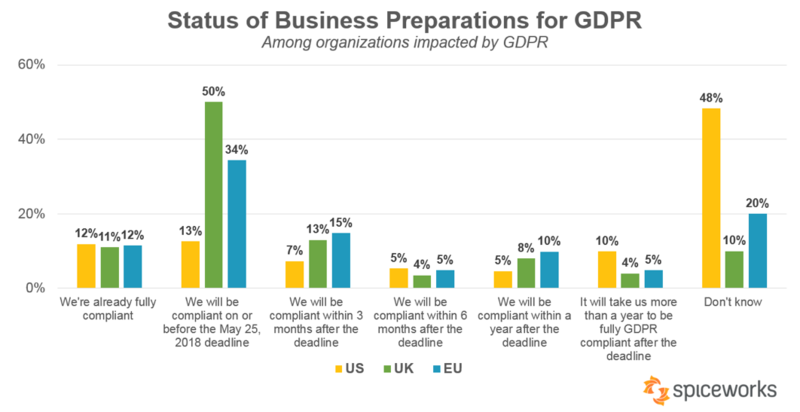 Status of Business Preparations for GDPR
Among organizations impacted by GDPR
60%
40%
20%
0%
12% 11% 12%
13% 50% 34%
7% 13% 15%
5% 4% 5%
5% 8% 10%
10% 4% 5%
48% 10% 20%
We're already fully
compliant
We will be
compliant on or
before the May 25,
2018 deadline
We will be
compliant within 3
months after the
deadline
We will be
compliant within 6
months after the
deadline
We will be
compliant within a
year after the
deadline
It will take us more
than a year to be
fully GDPR
compliant after the
deadline
Don't know
US UK EU
spiceworks